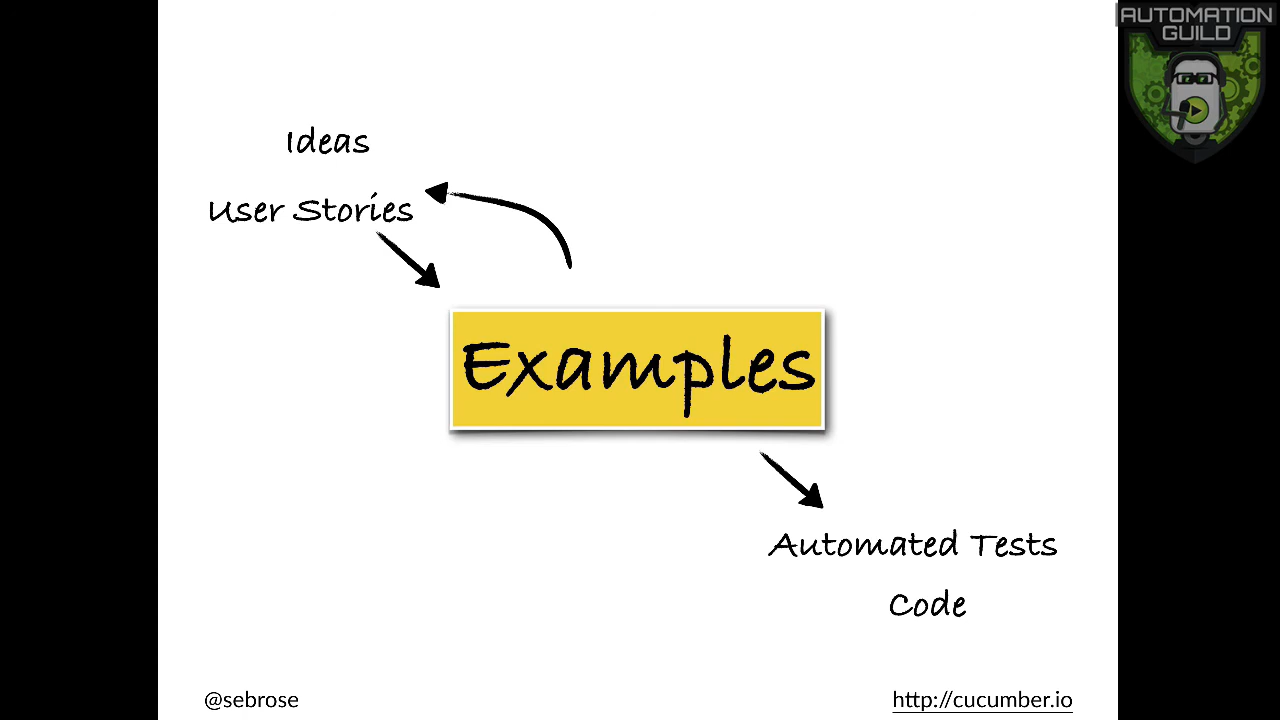 AUTOMATION
GUILD
Ideas
User Stories
Examples
Automated Tests
Code
@sebrose
http://cucumber.io